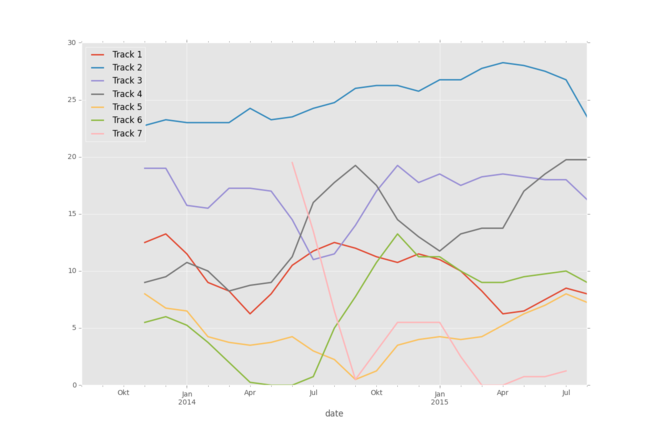 30
25
20
15
10
5
0
Track 1
Track 2
Track 3
Track 4
Track 5
Track 6
Track 7
Okt
Jan
2014
Apr
Jul
Okt
Jan
2015
Apr
Jul
date